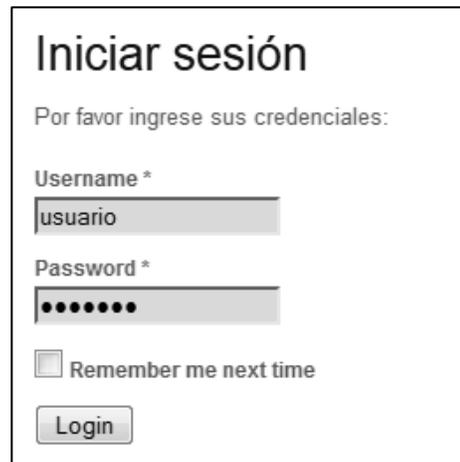 Iniciar sesión
Por favor ingrese sus credenciales:
Username *
usuario
Password *
•••••••
Remember me next time
Login